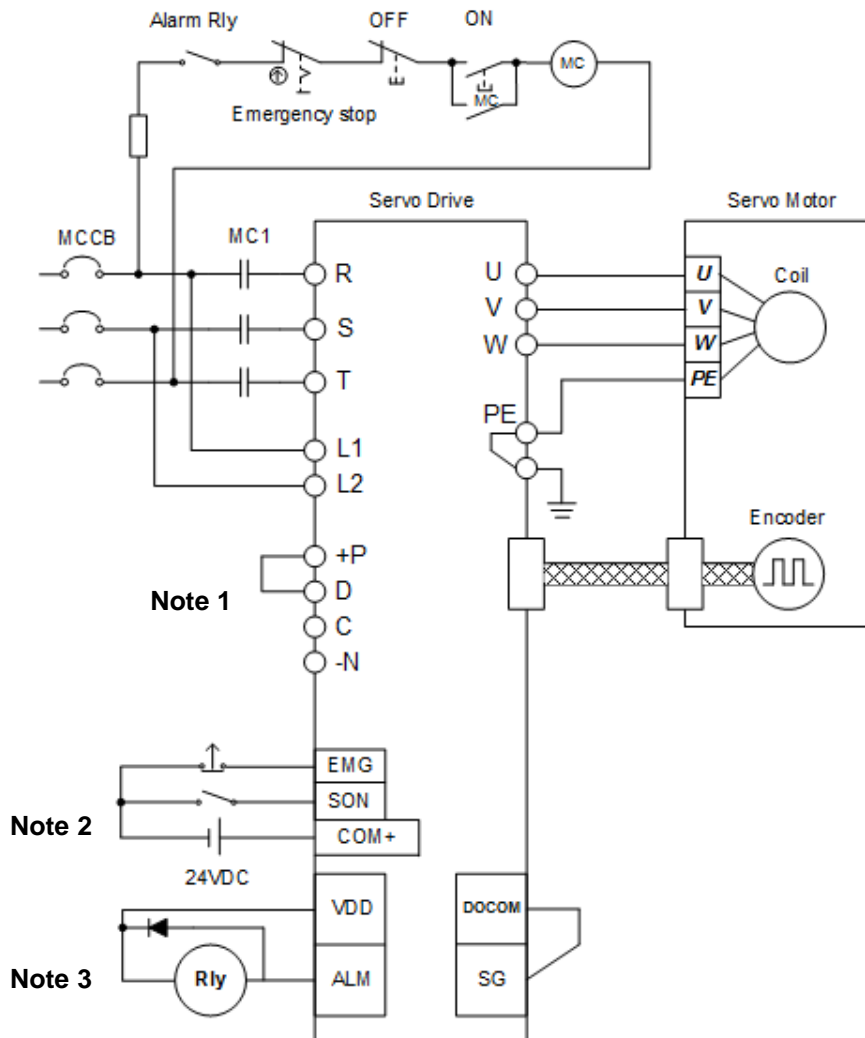 Alarm Rly OFF ON
MC
MC
Emergency stop
Servo Drive Servo Motor
MCCB MC1
R U U Coil
S V V
T W W
PE
PE
L1
L2
Encoder
+P
D
Note 1
C
-N
EMG
SON
Note 2
COM+
24VDC
VDD DOCOM
Note 3 Rly ALM SG